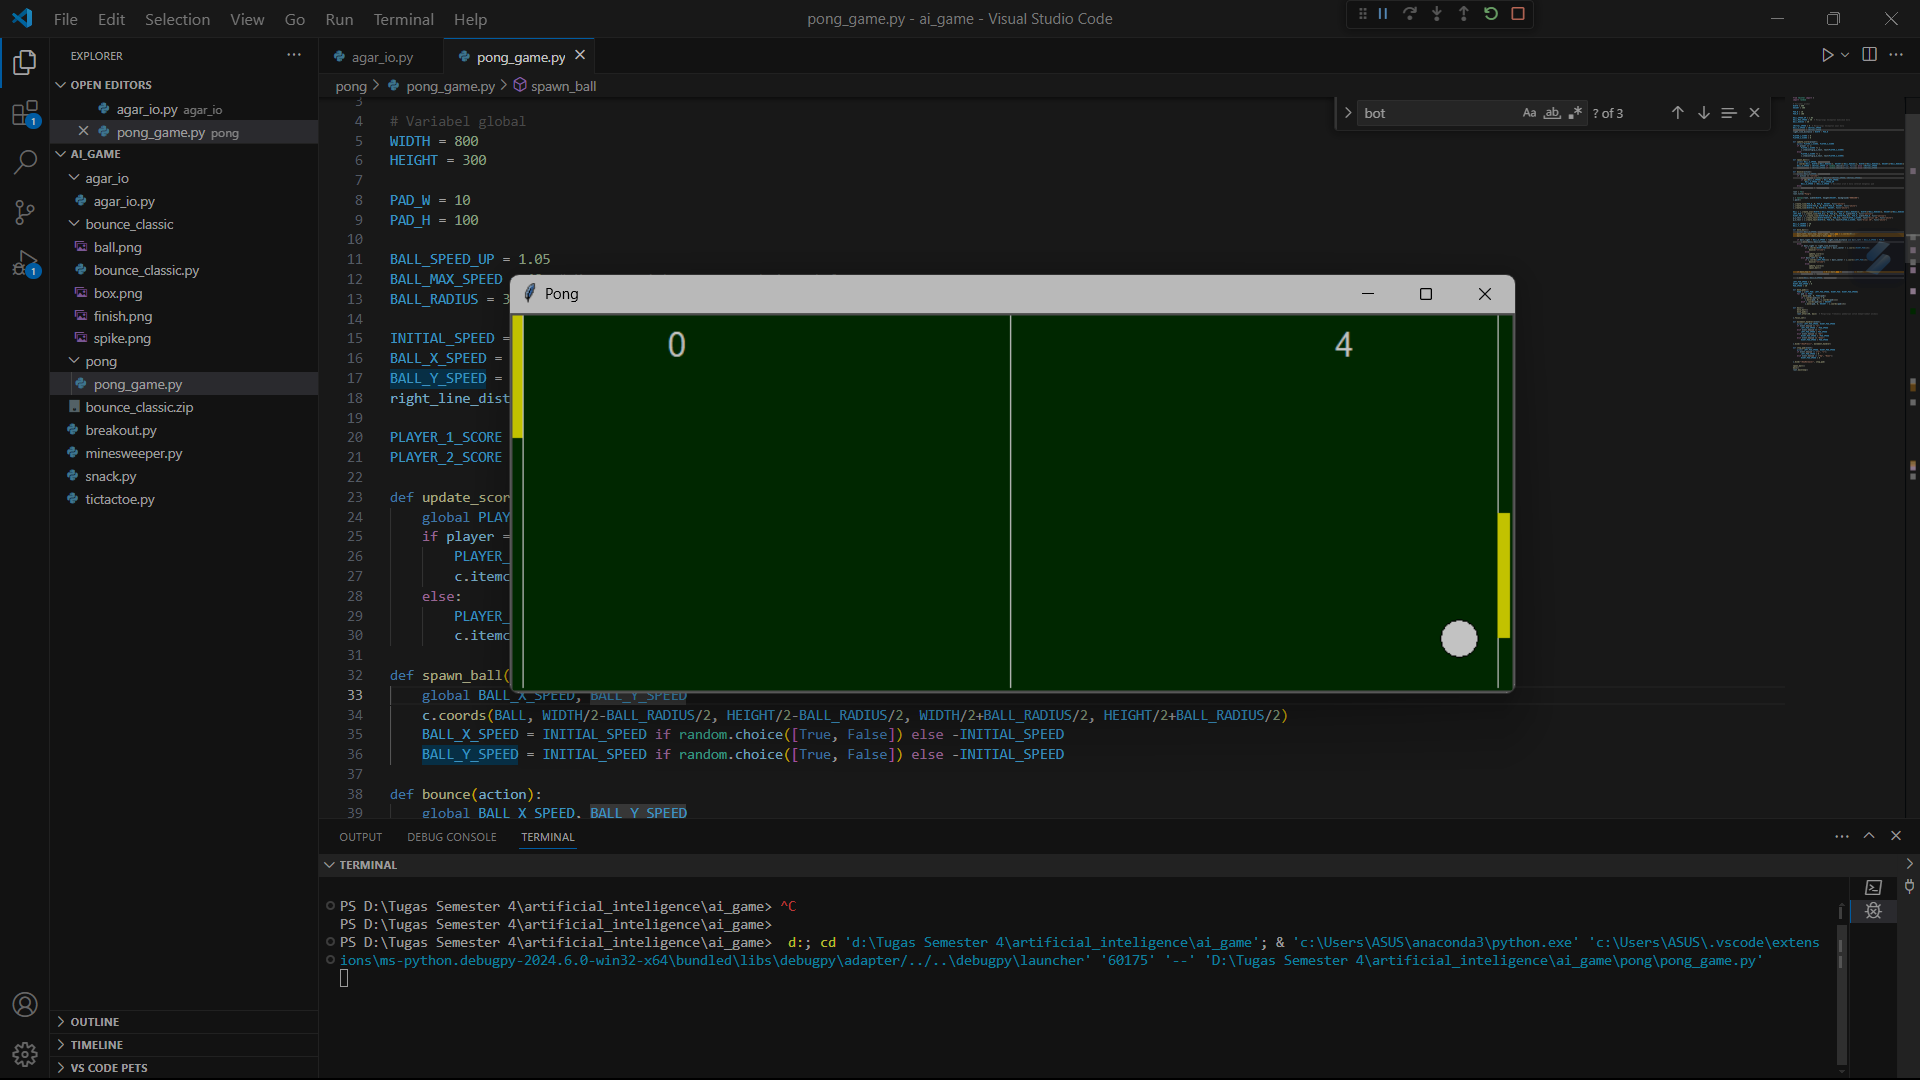 File Edit Selection View Go Run Terminal Help
pong_game.py - ai_game - Visual Studio Code
EXPLORER
OPEN EDITORS
agar_io.py agar_io
pong_game.py pong
AI_GAME
agar_io
agar_io.py
bounce_classic
ball.png
bounce_classic.py
box.png
finish.png
spike.png
pong
pong_game.py
bounce_classic.zip
breakout.py
minesweeper.py
snack.py
tictactoe.py
OUTLINE
TIMELINE
VS CODE PETS
1
1
agar_io.py
pong_game.py
pong > pong_game.py > spawn_ball
bot
Aa ab ? of 3
3
4 # Variabel global
5 WIDTH = 800
6 HEIGHT = 300
7
8 PAD_W = 10
9 PAD_H = 100
10
11 BALL_SPEED_UP = 1.05
12 BALL_MAX_SPEED
13 BALL_RADIUS = 3
14
15 INITIAL_SPEED =
16 BALL_X_SPEED =
17 BALL_Y_SPEED =
18 right_line_dist
19
20 PLAYER_1_SCORE
21 PLAYER_2_SCORE
22
23 def update_scor
24 global PLAY
25 if player =
26 PLAYER_
27 c.itemc
28 else:
29 PLAYER_
30 c.itemc
31
32 def spawn_ball(
33 global BALL_X_SPEED, BALL_Y_SPEED
34 c.coords(BALL, WIDTH/2-BALL_RADIUS/2, HEIGHT/2-BALL_RADIUS/2, WIDTH/2+BALL_RADIUS/2, HEIGHT/2+BALL_RADIUS/2)
35 BALL_X_SPEED = INITIAL_SPEED if random.choice([True, False]) else -INITIAL_SPEED
36 BALL_Y_SPEED = INITIAL_SPEED if random.choice([True, False]) else -INITIAL_SPEED
37
38 def bounce(action):
39 global BALL_X_SPEED, BALL_Y_SPEED
Pong
0 4
OUTPUT DEBUG CONSOLE TERMINAL
TERMINAL
PS D:\Tugas Semester 4\artificial_inteligence\ai_game> ^C
PS D:\Tugas Semester 4\artificial_inteligence\ai_game>
PS D:\Tugas Semester 4\artificial_inteligence\ai_game> d:; cd 'd:\Tugas Semester 4\artificial_inteligence\ai_game'; & 'c:\Users\ASUS\anaconda3\python.exe' 'c:\Users\ASUS\.vscode\extens
ions\ms-python.debugpy-2024.6.0-win32-x64\bundled\libs\debugpy\adapter/../..\debugpy\launcher' '60175' '--' 'D:\Tugas Semester 4\artificial_inteligence\ai_game\pong\pong_game.py'